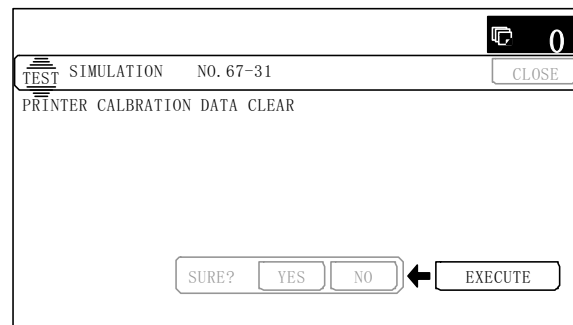 0
TEST SIMULATION NO. 67-31 CLOSE
PRINTER CALBRATION DATA CLEAR
SURE? YES NO EXECUTE